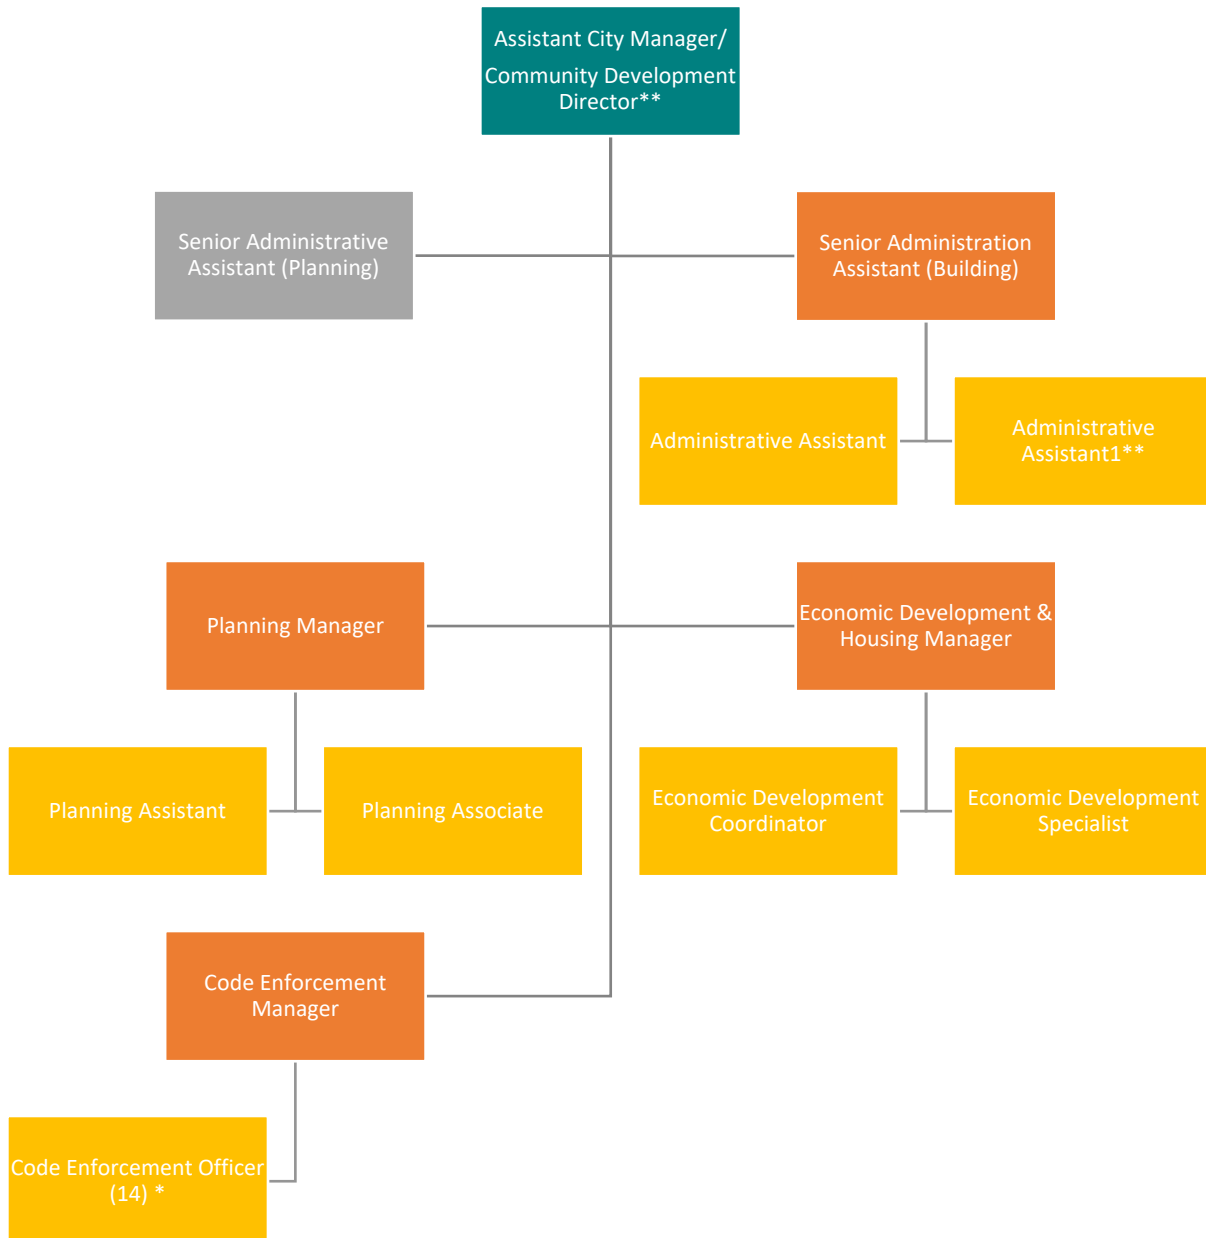 Assistant City Manager/
Community Development
Director**
Senior Administrative
Assistant (Planning)
Senior Administration
Assistant (Building)
Administrative Assistant
Administrative
Assistant1**
Planning Manager
Economic Development &
Housing Manager
Planning Assistant
Planning Associate
Economic Development
Coordinator
Economic Development
Specialist
Code Enforcement
Manager
Code Enforcement Officer
(14) *